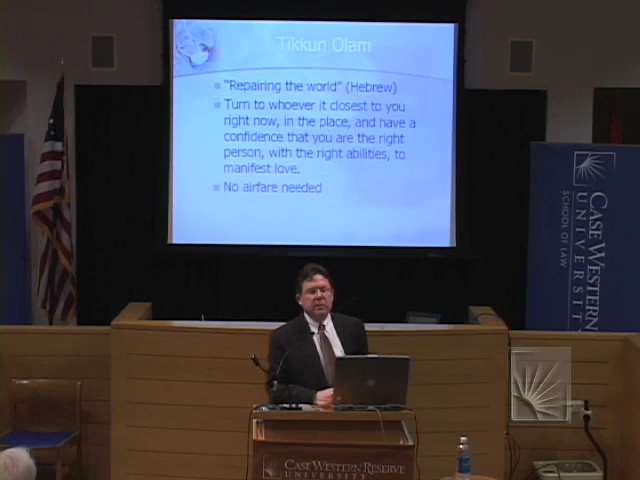 Tikkun Olam
"Repairing the world" (Hebrew)
Turn to whoever it closest to you
right now, in the place, and have a
confidence that you are the right
person, with the right abilities, to
manifest love.
No airfare needed
CASE WESTERN
UNIVERSITY
SCHOOL OF LAW
CASE WESTERN RESERVE
UNIVERSITY